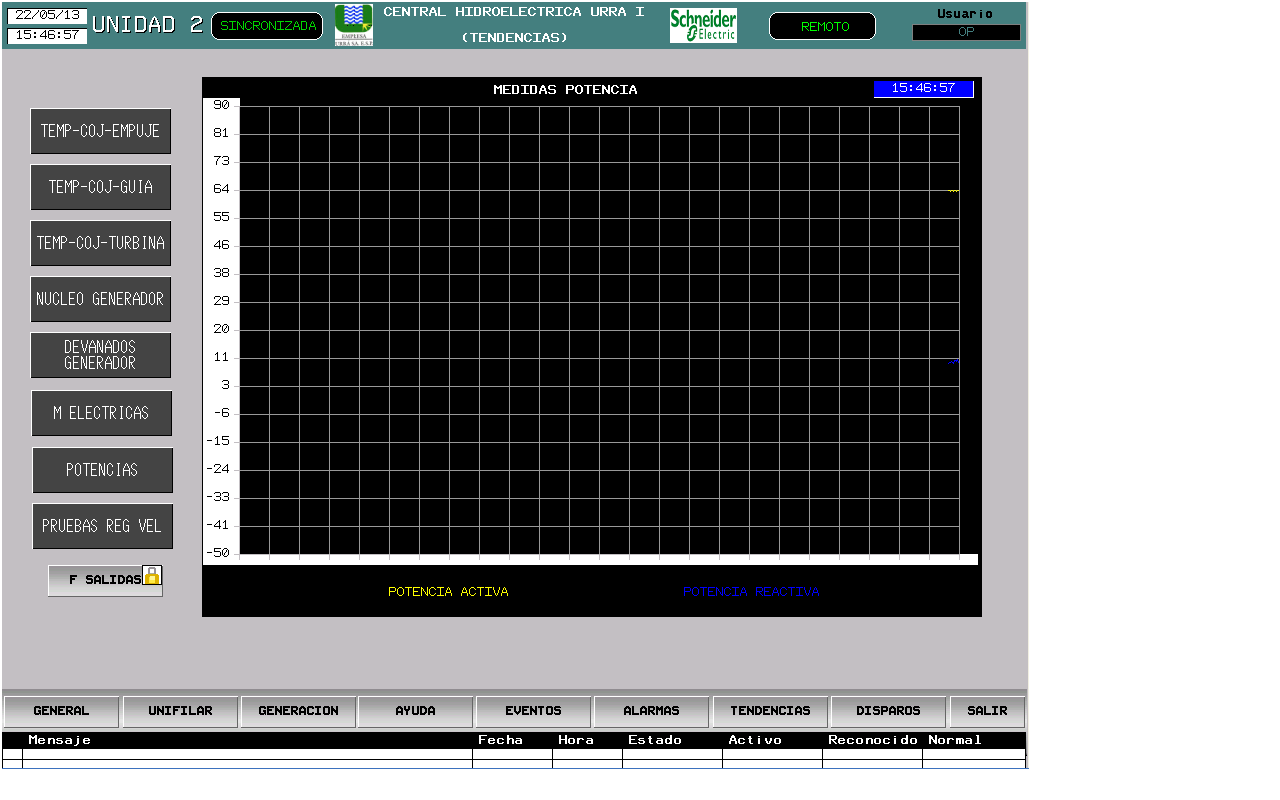 22/05/13
15:46:57
UNIDAD 2
SINCRONIZADA
EMPRESA
URRÁ S.A. E.S.P.
CENTRAL HIDROELECTRICA URRA I
(TENDENCIAS)
Schneider
Electric
REMOTO
Usuario
OP
MEDIDAS POTENCIA
15:46:57
TEMP-COJ-EMPUJE
TEMP-COJ-GUIA
TEMP-COJ-TURBINA
NUCLEO GENERADOR
DEVANADOS
GENERADOR
M ELECTRICAS
POTENCIAS
PRUEBAS REG VEL
F SALIDAS
90
81
73
64
55
46
38
29
20
11
3
-6
-15
-24
-33
-41
-50
POTENCIA ACTIVA
POTENCIA REACTIVA
GENERAL
UNIFILAR
GENERACION
AYUDA
EVENTOS
ALARMAS
TENDENCIAS
DISPAROS
SALIR
Mensaje Fecha Hora Estado Activo Reconocido Normal